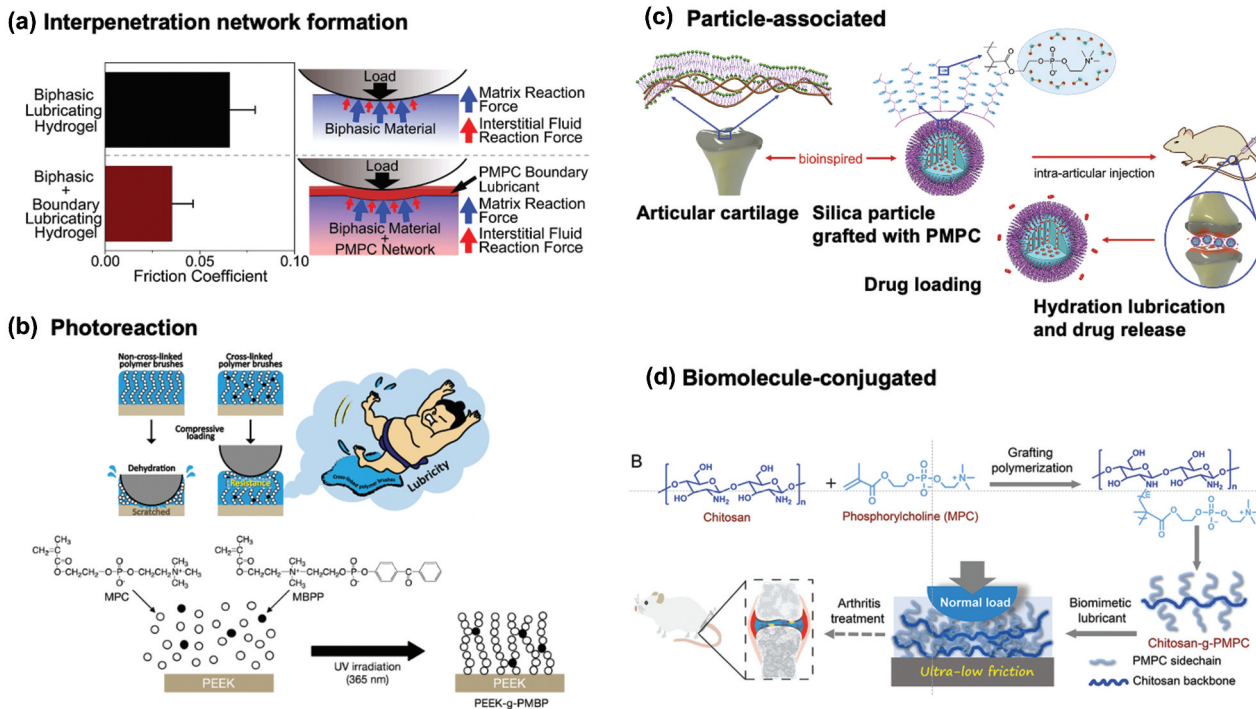 (a) Interpenetration network formation
Biphasic
Lubricating
Hydrogel
Biphasic
+
Boundary
Lubricating
Hydrogel
0.00
0.05
0.10
Friction Coefficient
Load
Biphasic Material
Matrix Reaction
Force
Interstitial Fluid
Reaction Force
Load
Biphasic Material
+
PMPC Network
PMPC Boundary
Lubricant
Matrix Reaction
Force
Interstitial Fluid
Reaction Force
(b) Photoreaction
Non-cross-linked
polymer brushes
Cross-linked
polymer brushes
Compressive
loading
Dehydration
Scratched
Resistance
Cross-linked polymer brushes
Lubricity
MPC
MBPP
PEEK
UV irradiation
(365 nm)
PEEK
PEEK-g-PMBP
(c) Particle-associated
bioinspired
intra-articular injection
Articular cartilage
Silica particle
grafted with PMPC
Drug loading
Hydration lubrication
and drug release
(d) Biomolecule-conjugated
B
Chitosan
+
Phosphorylcholine (MPC)
Grafting
polymerization
Normal load
Ultra-low friction
Arthritis
treatment
Biomimetic
lubricant
Chitosan-g-PMPC
PMPC sidechain
Chitosan backbone